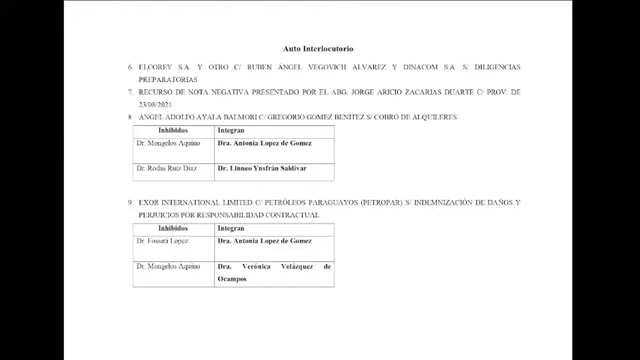 Auto Interlocutorio
6. ELCOREY S.A. Y OTRO C/ RUBEN ÁNGEL VEGOVICH ALVAREZ Y DINACOM S.A. S/ DILIGENCIAS
PREPARATORIAS
7. RECURSO DE NOTA NEGATIVA PRESENTADO POR EL ABG. JORGE ARICIO ZACARIAS DUARTE C/ PROV. DE
23/08/2021
8. ÁNGEL ADOLFO AYALA BALMORI C/ GREGORIO GOMEZ BENÍTEZ S/ COBRO DE ALQUILERES
Inhibidos Integran
Dr. Mongelos Aquino Dra. Antonia Lopez de Gomez
Dr. Rodas Ruiz Diaz Dr. Linneo Ynsfrán Saldívar
9. EXOR INTERNATIONAL LIMITED C/ PETRÓLEOS PARAGUAYOS (PETROPAR) S/ INDEMNIZACIÓN DE DAÑOS Y
PERJUICIOS POR RESPONSABILIDAD CONTRACTUAL
Inhibidos Integran
Dr. Fossati Lopez Dra. Antonia Lopez de Gomez
Dr. Mongelos Aquino Dra. Verónica Velázquez de
Ocampos